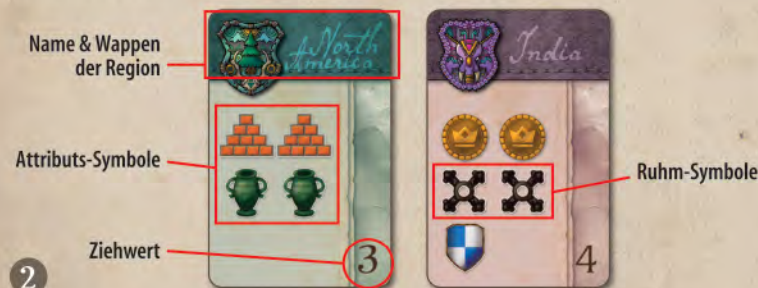 Name & Wappen
der Region
North
America
India
Attributs-Symbole
Ruhm-Symbole
Ziehwert
3
4
2